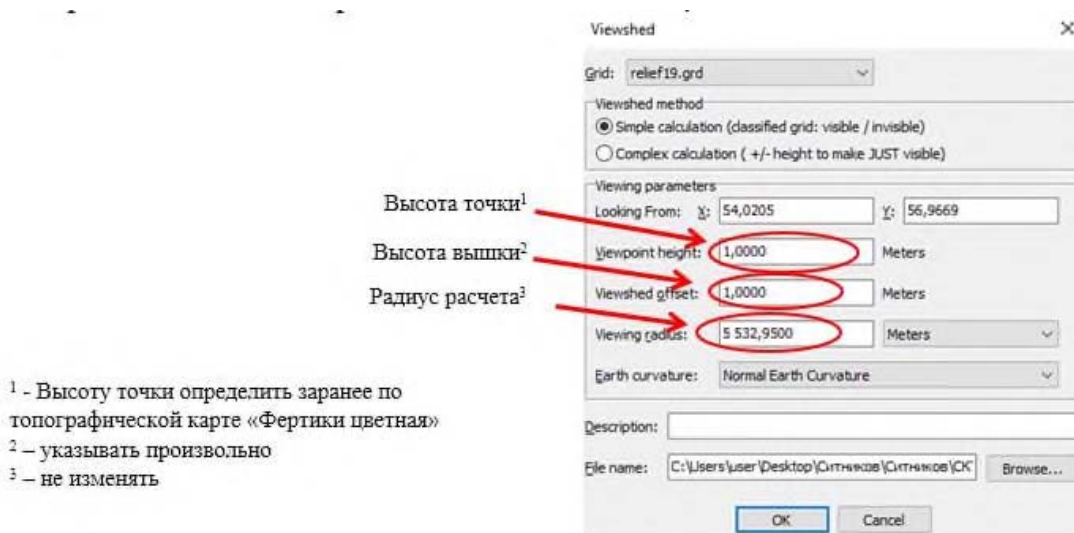 Viewshed
Grid: relief19.grd
Viewshed method
Simple calculation (classified grid: visible / invisible)
Complex calculation ( +/- height to make JUST visible)
Viewing parameters
Looking From: X: 54,0205 Y: 56,9669
Высота точки¹
Viewpoint height: 1,0000 Meters
Высота вышки²
Viewshed offset: 1,0000 Meters
Радиус расчета³
Viewing radius: 5 532,9500 Meters
Earth curvature: Normal Earth Curvature
¹ - Высоту точки определить заранее по
топографической карте «Фертики цветная»
² – указывать произвольно
³ – не изменять
Description:
File name: C:\Users\user\Desktop\Ситников\Ситников\СК Browse...
OK Cancel